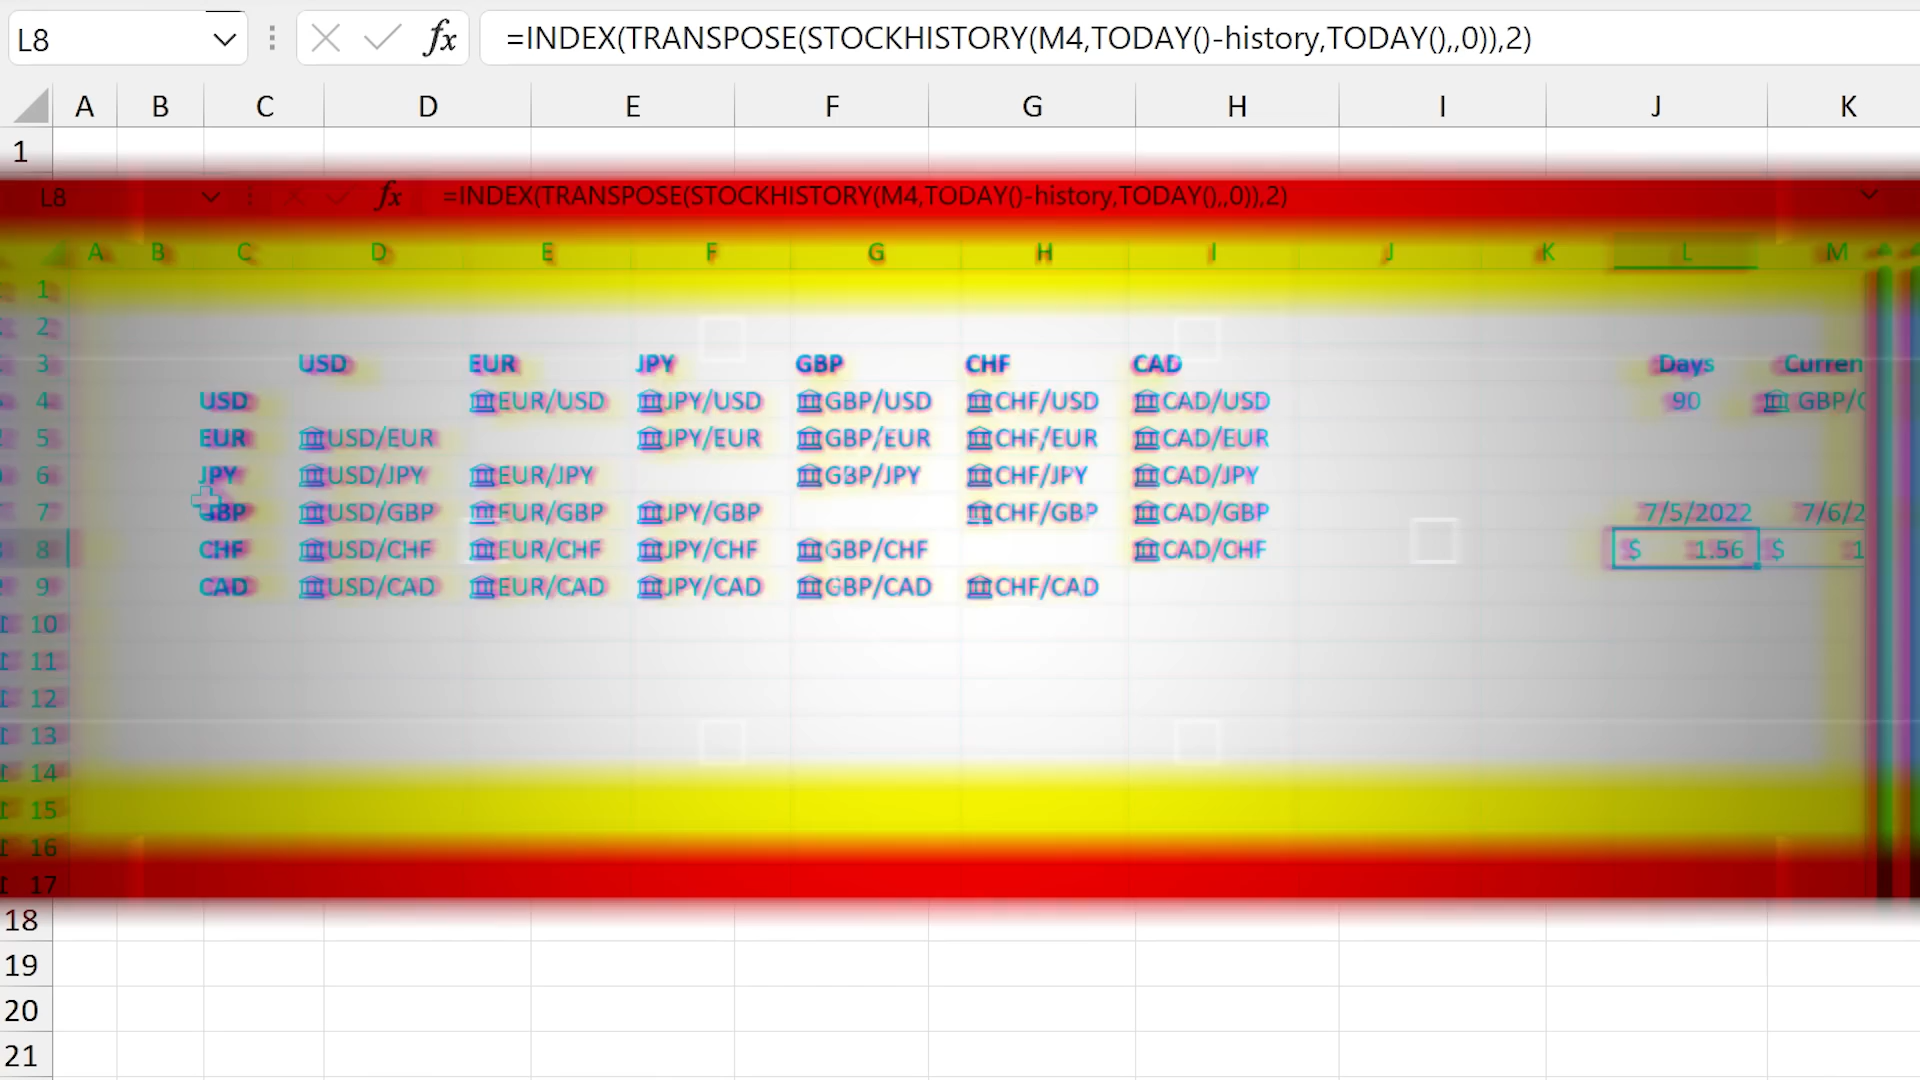 L8 fx =INDEX(TRANSPOSE(STOCKHISTORY(M4,TODAY()-history,TODAY(),,0)),2)
A B C D E F G H I J K
1
L8 fx =INDEX(TRANSPOSE(STOCKHISTORY(M4,TODAY()-history,TODAY(),,0)),2)
A B C D E F G H I J K L M
1
2
3 USD EUR JPY GBP CHF CAD Days
4 USD EUR/USD JPY/USD GBP/USD CHF/USD CAD/USD 90
5 EUR USD/EUR JPY/EUR GBP/EUR CHF/EUR CAD/EUR
6 JPY USD/JPY EUR/JPY GBP/JPY CHF/JPY CAD/JPY
7 GBP USD/GBP EUR/GBP JPY/GBP CHF/GBP CAD/GBP 7/5/2022
8 CHF USD/CHF EUR/CHF JPY/CHF GBP/CHF CAD/CHF $ 1.56 $
9 CAD USD/CAD EUR/CAD JPY/CAD GBP/CAD CHF/CAD
10
11
12
13
14
15
16
17
18
19
20
21